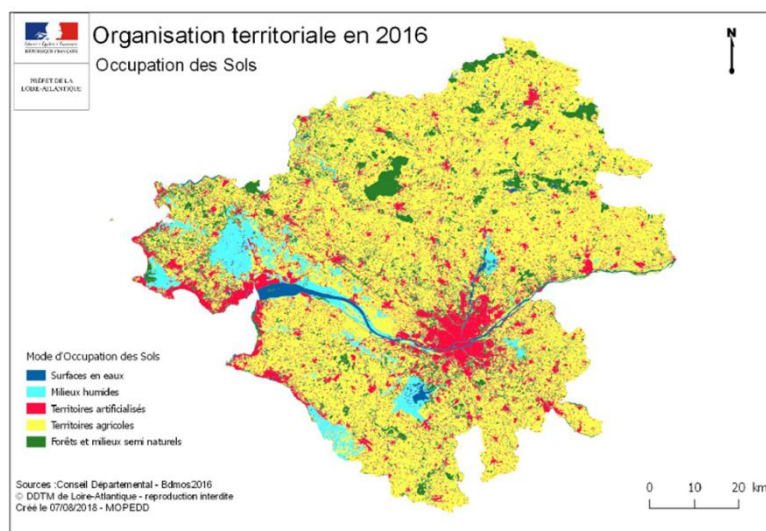 Organisation territoriale en 2016
Occupation des Sols
RÉPUBLIQUE FRANÇAISE
PRÉFET DE LA
LOIRE-ATLANTIQUE
N
Mode d'Occupation des Sols
Surfaces en eaux
Milieux humides
Territoires artificialisés
Territoires agricoles
Forêts et milieux semi naturels
Sources :Conseil Départemental - Bdmos2016
© DDTM de Loire-Atlantique - reproduction interdite
Créé le 07/08/2018 - MOPEDD
0 10 20 km